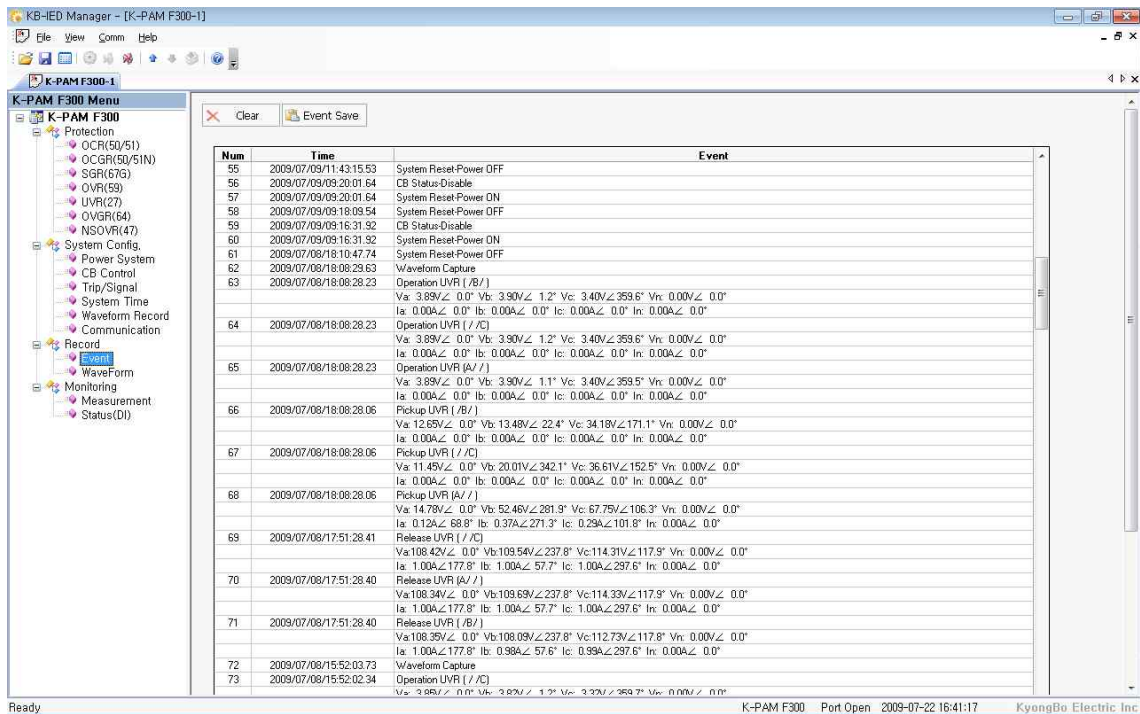 KB-IED Manager - [K-PAM F300-1]
File View Comm Help
K-PAM F300-1
K-PAM F300 Menu
K-PAM F300
Protection
OCR(50/51)
OCGR(50/51N)
SGR(67G)
OVR(59)
UVR(27)
OVGR(64)
NSOVR(47)
System Config,
Power System
CB Control
Trip/Signal
System Time
Waveform Record
Communication
Record
Event
WaveForm
Monitoring
Measurement
Status(DI)
Clear Event Save
Num Time Event
55 2009/07/09/11:43:15.53 System Reset-Power OFF
56 2009/07/09/09:20:01.64 CB Status-Disable
57 2009/07/09/09:20:01.64 System Reset-Power ON
58 2009/07/09/09:18:09.54 System Reset-Power OFF
59 2009/07/09/09:16:31.92 CB Status-Disable
60 2009/07/09/09:16:31.92 System Reset-Power ON
61 2009/07/08/18:10:47.74 System Reset-Power OFF
62 2009/07/08/18:08:29.63 Waveform Capture
63 2009/07/08/18:08:28.23 Operation UVR ( /B/ )
Va: 3.89V∠ 0.0° Vb: 3.90V∠ 1.2° Vc: 3.40V∠359.6° Vn: 0.00V∠ 0.0°
Ia: 0.00A∠ 0.0° Ib: 0.00A∠ 0.0° Ic: 0.00A∠ 0.0° In: 0.00A∠ 0.0°
64 2009/07/08/18:08:28.23 Operation UVR ( / /C)
Va: 3.89V∠ 0.0° Vb: 3.90V∠ 1.2° Vc: 3.40V∠359.6° Vn: 0.00V∠ 0.0°
Ia: 0.00A∠ 0.0° Ib: 0.00A∠ 0.0° Ic: 0.00A∠ 0.0° In: 0.00A∠ 0.0°
65 2009/07/08/18:08:28.23 Operation UVR (A/ / )
Va: 3.89V∠ 0.0° Vb: 3.90V∠ 1.1° Vc: 3.40V∠359.5° Vn: 0.00V∠ 0.0°
Ia: 0.00A∠ 0.0° Ib: 0.00A∠ 0.0° Ic: 0.00A∠ 0.0° In: 0.00A∠ 0.0°
66 2009/07/08/18:08:28.06 Pickup UVR ( /B/ )
Va: 12.65V∠ 0.0° Vb: 13.48V∠ 22.4° Vc: 34.18V∠171.1° Vn: 0.00V∠ 0.0°
Ia: 0.00A∠ 0.0° Ib: 0.00A∠ 0.0° Ic: 0.00A∠ 0.0° In: 0.00A∠ 0.0°
67 2009/07/08/18:08:28.06 Pickup UVR ( / /C)
Va: 11.45V∠ 0.0° Vb: 20.01V∠342.1° Vc: 36.61V∠152.5° Vn: 0.00V∠ 0.0°
Ia: 0.00A∠ 0.0° Ib: 0.00A∠ 0.0° Ic: 0.00A∠ 0.0° In: 0.00A∠ 0.0°
68 2009/07/08/18:08:28.06 Pickup UVR (A/ / )
Va: 14.78V∠ 0.0° Vb: 52.46V∠281.9° Vc: 67.75V∠106.3° Vn: 0.00V∠ 0.0°
Ia: 0.12A∠ 68.8° Ib: 0.37A∠271.3° Ic: 0.29A∠101.8° In: 0.00A∠ 0.0°
69 2009/07/08/17:51:28.41 Release UVR ( / /C)
Va:108.42V∠ 0.0° Vb:109.54V∠237.8° Vc:114.31V∠117.9° Vn: 0.00V∠ 0.0°
Ia: 1.00A∠177.8° Ib: 1.00A∠ 57.7° Ic: 1.00A∠297.6° In: 0.00A∠ 0.0°
70 2009/07/08/17:51:28.40 Release UVR (A/ / )
Va:108.34V∠ 0.0° Vb:109.69V∠237.8° Vc:114.33V∠117.9° Vn: 0.00V∠ 0.0°
Ia: 1.00A∠177.8° Ib: 1.00A∠ 57.7° Ic: 1.00A∠297.6° In: 0.00A∠ 0.0°
71 2009/07/08/17:51:28.40 Release UVR ( /B/ )
Va:108.35V∠ 0.0° Vb:108.09V∠237.8° Vc:112.73V∠117.8° Vn: 0.00V∠ 0.0°
Ia: 1.00A∠177.8° Ib: 0.98A∠ 57.6° Ic: 0.99A∠297.6° In: 0.00A∠ 0.0°
72 2009/07/08/15:52:03.73 Waveform Capture
73 2009/07/08/15:52:02.34 Operation UVR ( / /C)
Va: 3.85V∠ 0.0° Vb: 3.82V∠ 1.2° Vc: 3.32V∠359.7° Vn: 0.00V∠ 0.0°
Ready K-PAM F300 Port Open 2009-07-22 16:41:17 KyongBo Electric Inc